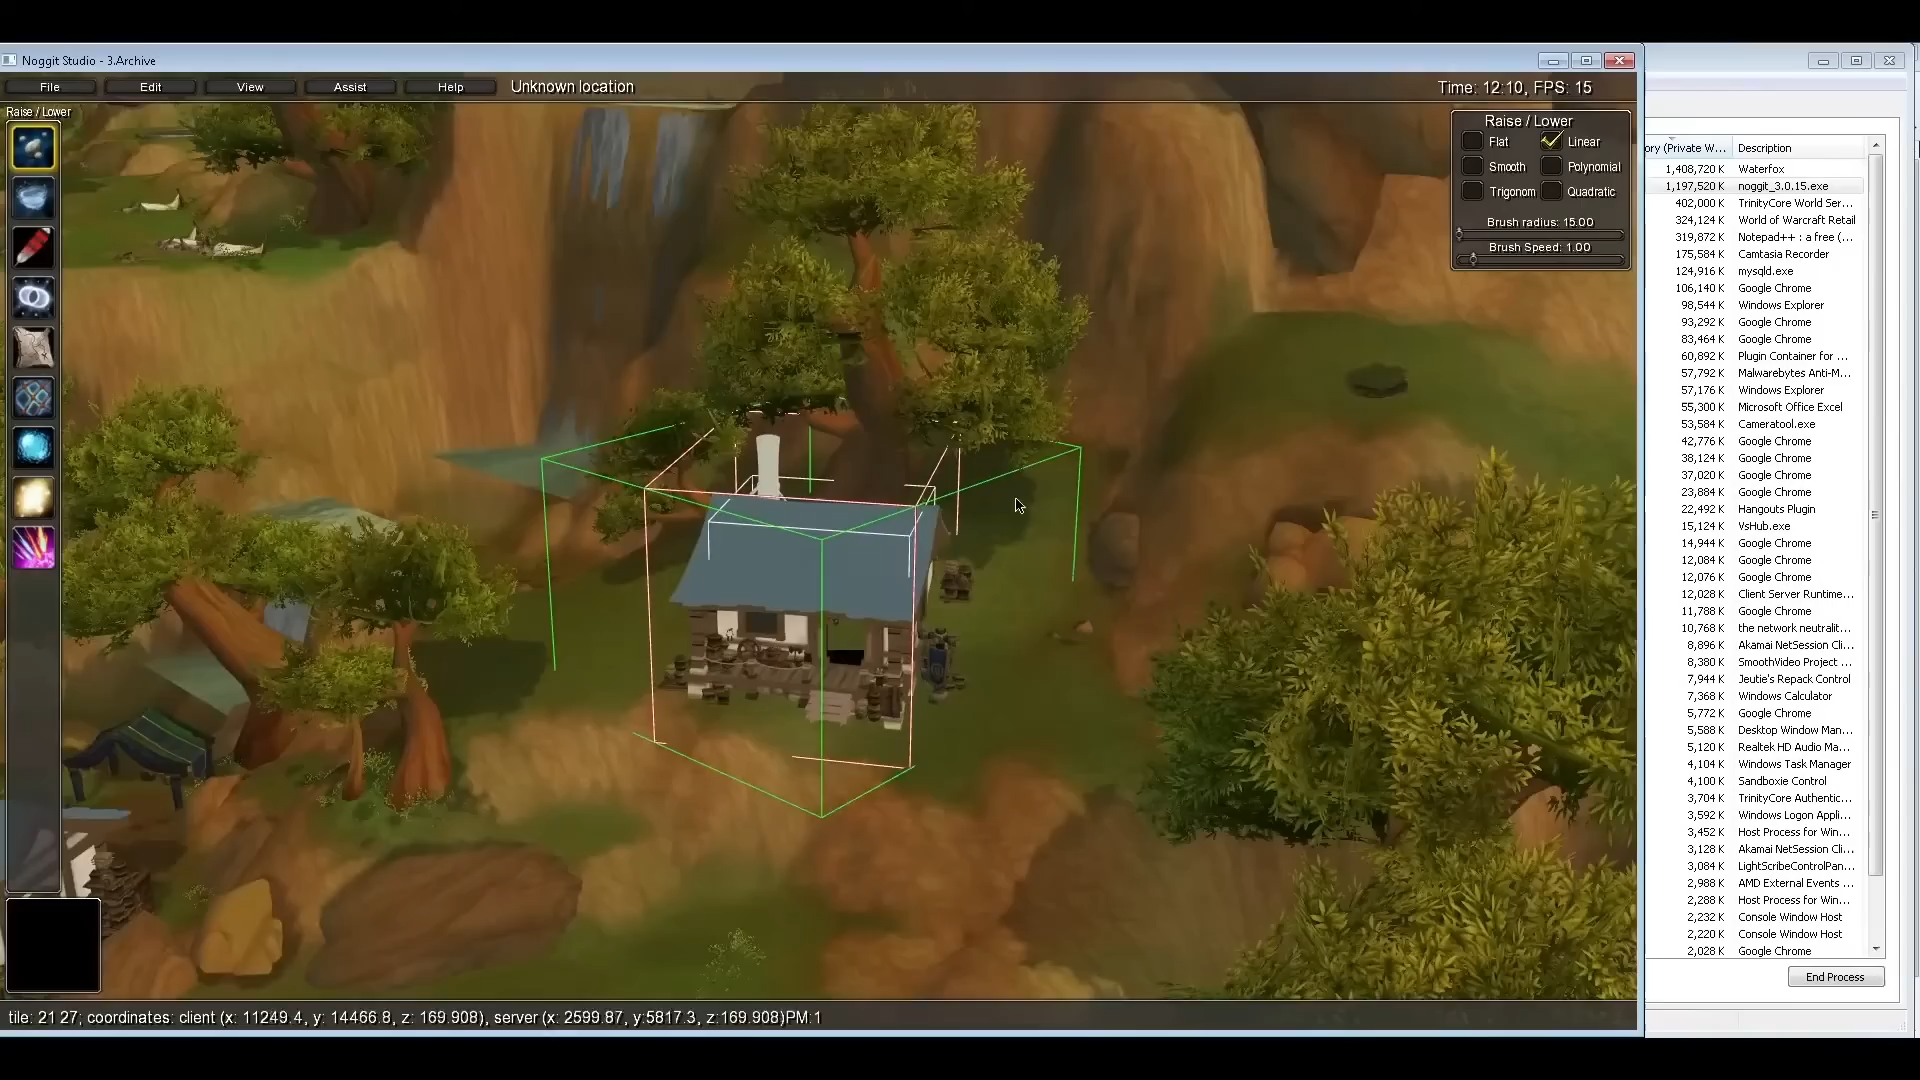 Noggit Studio - 3.Archive
File Edit View Assist Help Unknown location Time: 12:10, FPS: 15
Raise / Lower
Raise / Lower
Flat Linear
Smooth Polynomial
Trigonom Quadratic
Brush radius: 15.00
Brush Speed: 1.00
ory (Private W... Description
1,408,720 K Waterfox
1,197,520 K noggit_3.0.15.exe
402,000 K TrinityCore World Ser...
324,124 K World of Warcraft Retail
319,872 K Notepad++ : a free (...
175,584 K Camtasia Recorder
124,916 K mysqld.exe
106,140 K Google Chrome
98,544 K Windows Explorer
93,292 K Google Chrome
83,464 K Google Chrome
60,892 K Plugin Container for ...
57,792 K Malwarebytes Anti-M...
57,176 K Windows Explorer
55,300 K Microsoft Office Excel
53,584 K Cameratool.exe
42,776 K Google Chrome
38,124 K Google Chrome
37,020 K Google Chrome
23,884 K Google Chrome
22,492 K Hangouts Plugin
15,124 K VsHub.exe
14,944 K Google Chrome
12,084 K Google Chrome
12,076 K Google Chrome
12,028 K Client Server Runtime...
11,788 K Google Chrome
10,768 K the network neutralit...
8,896 K Akamai NetSession Cli...
8,380 K SmoothVideo Project ...
7,944 K Jeutie's Repack Control
7,368 K Windows Calculator
5,772 K Google Chrome
5,588 K Desktop Window Man...
5,120 K Realtek HD Audio Ma...
4,104 K Windows Task Manager
4,100 K Sandboxie Control
3,704 K TrinityCore Authentic...
3,592 K Windows Logon Appli...
3,452 K Host Process for Win...
3,128 K Akamai NetSession Cli...
3,084 K LightScribeControlPan...
2,988 K AMD External Events ...
2,288 K Host Process for Win...
2,232 K Console Window Host
2,220 K Console Window Host
2,028 K Google Chrome
End Process
tile: 21 27; coordinates: client (x: 11249.4, y: 14466.8, z: 169.908), server (x: 2599.87, y:5817.3, z:169.908)PM:1